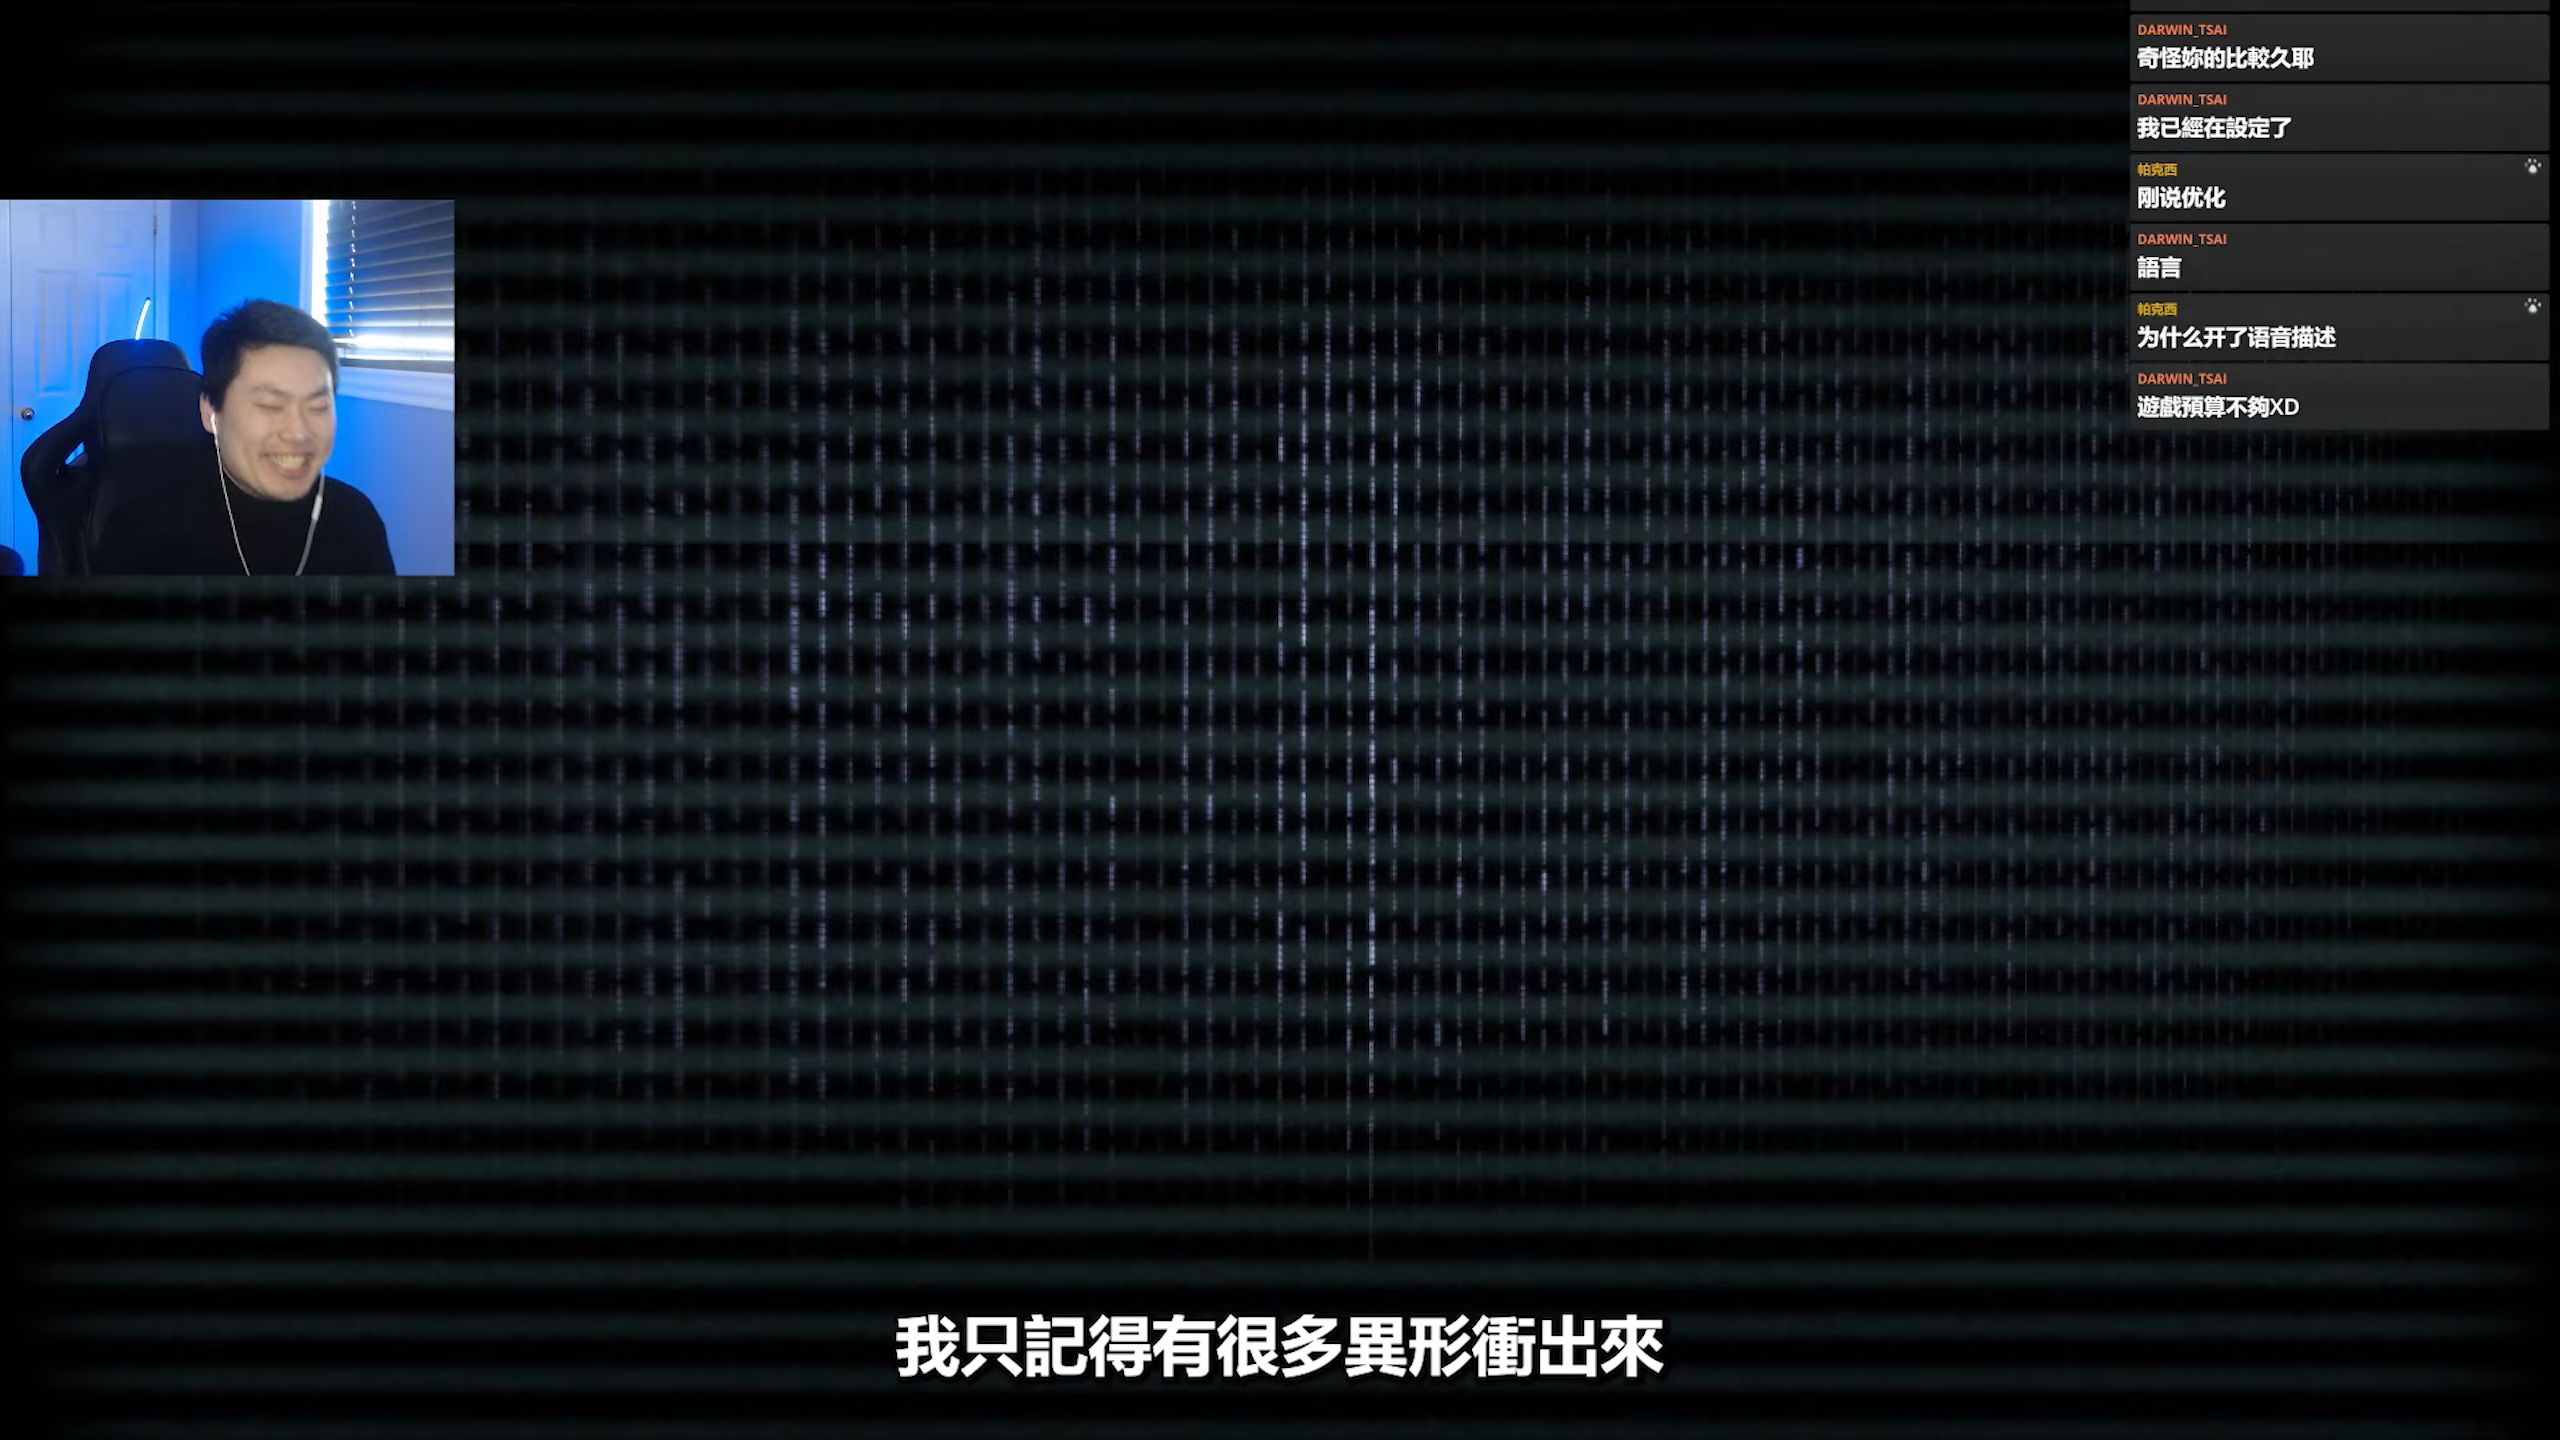 DARWIN_TSAI
奇怪妳的比較久耶
DARWIN_TSAI
我已經在設定了
帕克西
刚说优化
DARWIN_TSAI
語言
帕克西
为什么开了语音描述
DARWIN_TSAI
遊戲預算不夠XD
我只記得有很多異形衝出來